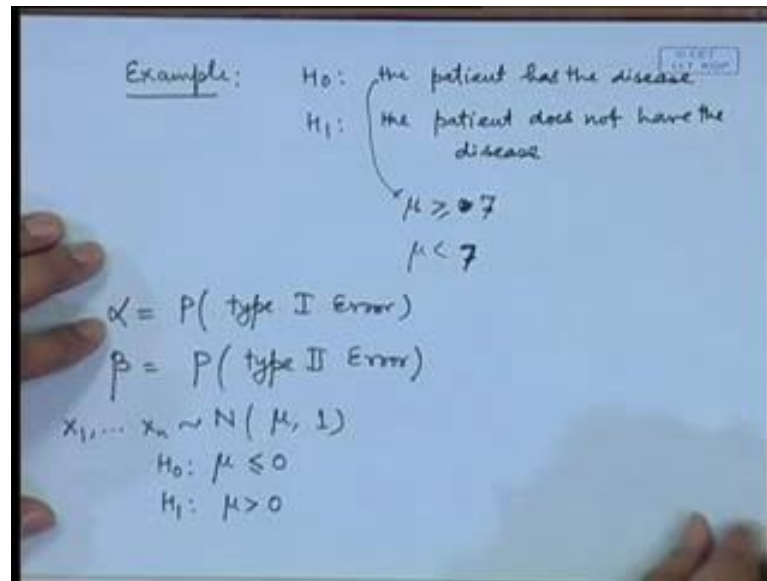 Example: H₀: the patient has the disease
H₁: the patient does not have the
disease
μ ≥ 7
μ < 7
α = P( type I Error)
β = P( type II Error)
x₁, ... xₙ ~ N( μ, 1)
H₀: μ ≤ 0
H₁: μ > 0